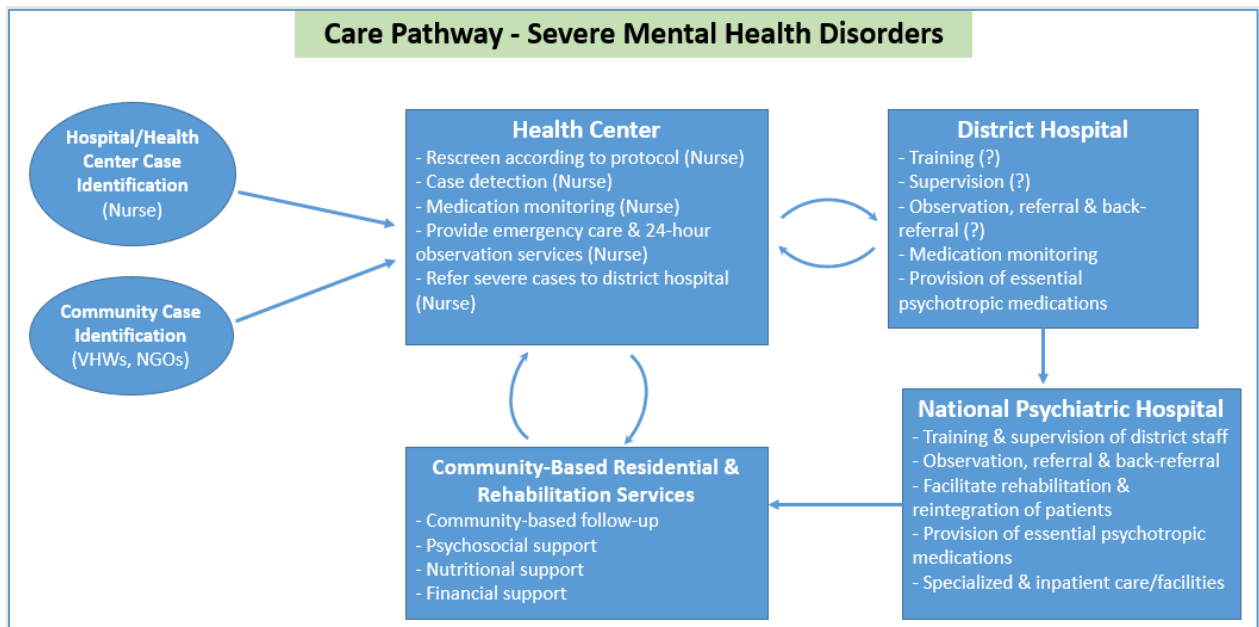 Care Pathway - Severe Mental Health Disorders
Hospital/Health
Center Case
Identification
(Nurse)
Community Case
Identification
(VHWs, NGOs)
Health Center
- Rescreen according to protocol (Nurse)
- Case detection (Nurse)
- Medication monitoring (Nurse)
- Provide emergency care & 24-hour
observation services (Nurse)
- Refer severe cases to district hospital
(Nurse)
District Hospital
- Training (?)
- Supervision (?)
- Observation, referral & back-
referral (?)
- Medication monitoring
- Provision of essential
psychotropic medications
Community-Based Residential &
Rehabilitation Services
- Community-based follow-up
- Psychosocial support
- Nutritional support
- Financial support
National Psychiatric Hospital
- Training & supervision of district staff
- Observation, referral & back-referral
- Facilitate rehabilitation &
reintegration of patients
- Provision of essential psychotropic
medications
- Specialized & inpatient care/facilities